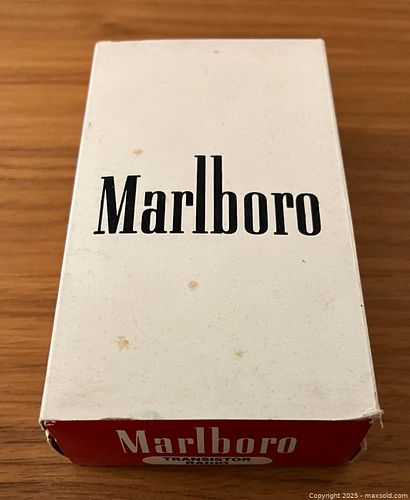 Marlboro
Marlboro
TRANSISTOR
RADIO
Copyright 2025 - maxsold.com